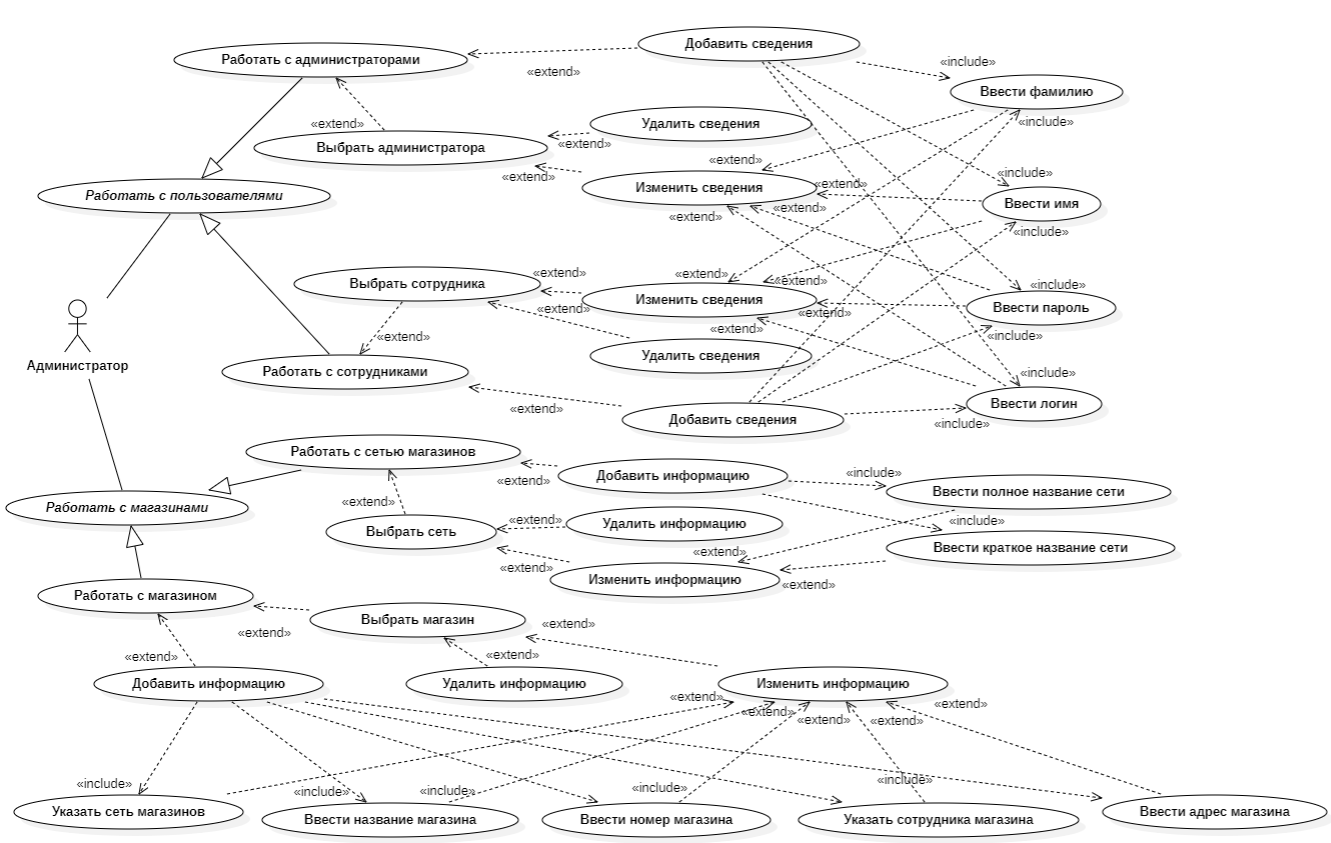 Добавить сведения
Работать с администраторами
«include»
«extend»
Ввести фамилию
«extend»
Удалить сведения
«include»
Выбрать администратора
«extend»
«extend»
«extend»
«include»
Изменить сведения
«extend»
Работать с пользователями
Ввести имя
«extend»
«extend»
«include»
«extend»
«extend»
Выбрать сотрудника
«extend»
«include»
Изменить сведения
«extend»
«extend»
Ввести пароль
«extend»
«extend»
«include»
Удалить сведения
Администратор
Работать с сотрудниками
«include»
Ввести логин
«extend»
Добавить сведения
«include»
Работать с сетью магазинов
«extend»
Добавить информацию
«include»
Ввести полное название сети
«extend»
Работать с магазинами
«extend»
Удалить информацию
«include»
Выбрать сеть
«extend»
Ввести краткое название сети
«extend»
Изменить информацию
«extend»
Работать с магазином
Выбрать магазин
«extend»
«extend»
«extend»
«extend»
Добавить информацию
Удалить информацию
Изменить информацию
«extend»
«extend»
«extend»
«extend»
«extend»
«include»
«include»
«include»
«include»
«include»
Указать сеть магазинов
Ввести название магазина
Ввести номер магазина
Указать сотрудника магазина
Ввести адрес магазина